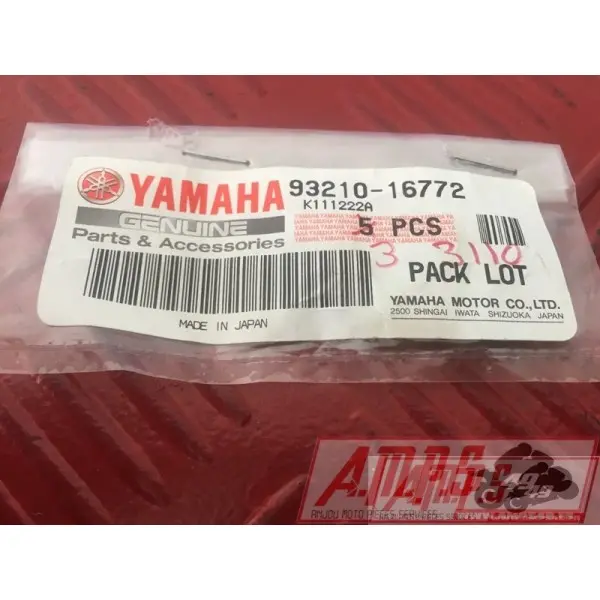 YAMAHA 93210-16772
K111222A
GENUINE
5 PCS
Parts & Accessories
3 3110
PACK LOT
YAMAHA MOTOR CO., LTD.
2500 SHINGAI IWATA SHIZUOKA JAPAN
MADE IN JAPAN
A.M.P.S